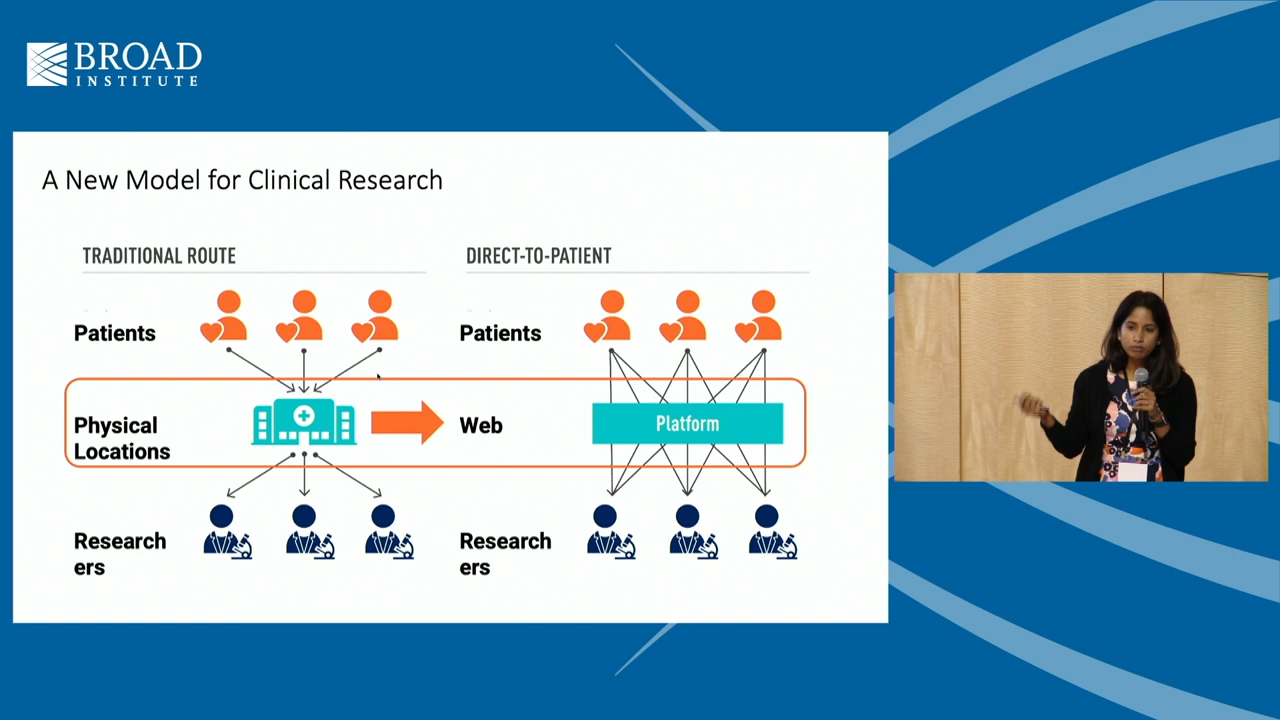 BROAD
INSTITUTE
A New Model for Clinical Research
TRADITIONAL ROUTE
DIRECT-TO-PATIENT
Patients
Patients
Physical
Locations
Web
Platform
Research
ers
Research
ers